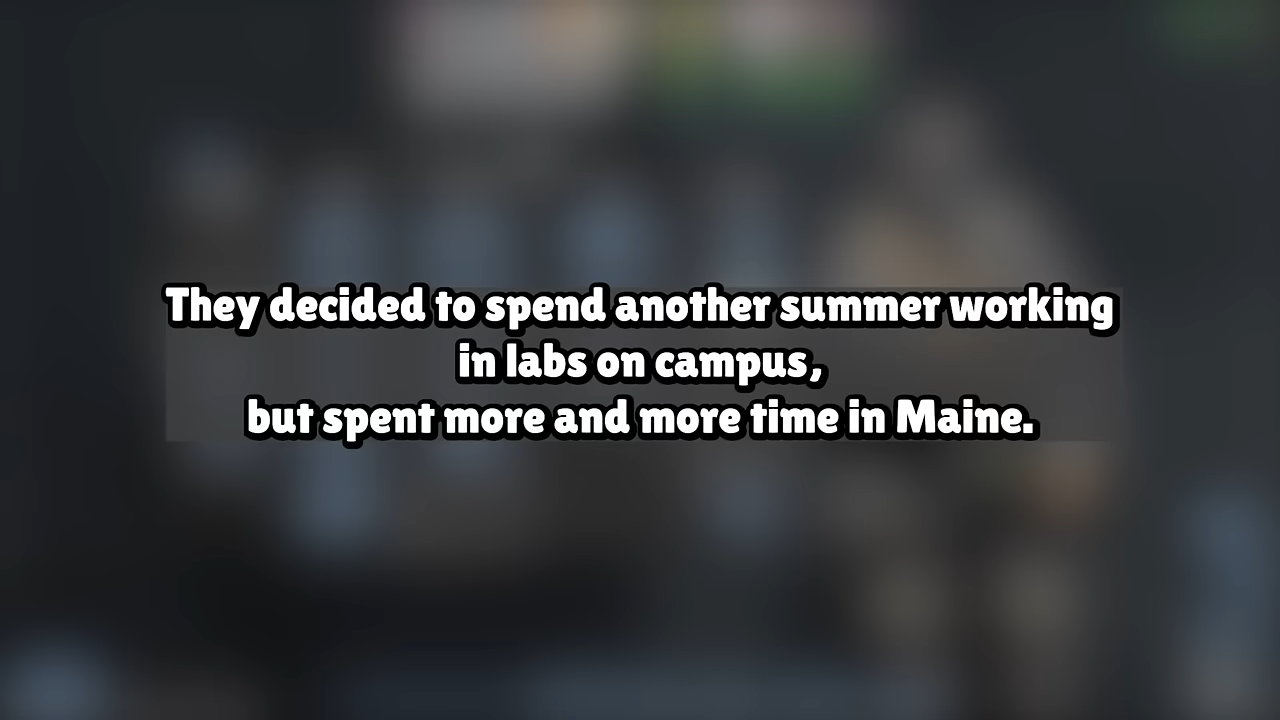 They decided to spend another summer working
in labs on campus,
but spent more and more time in Maine.